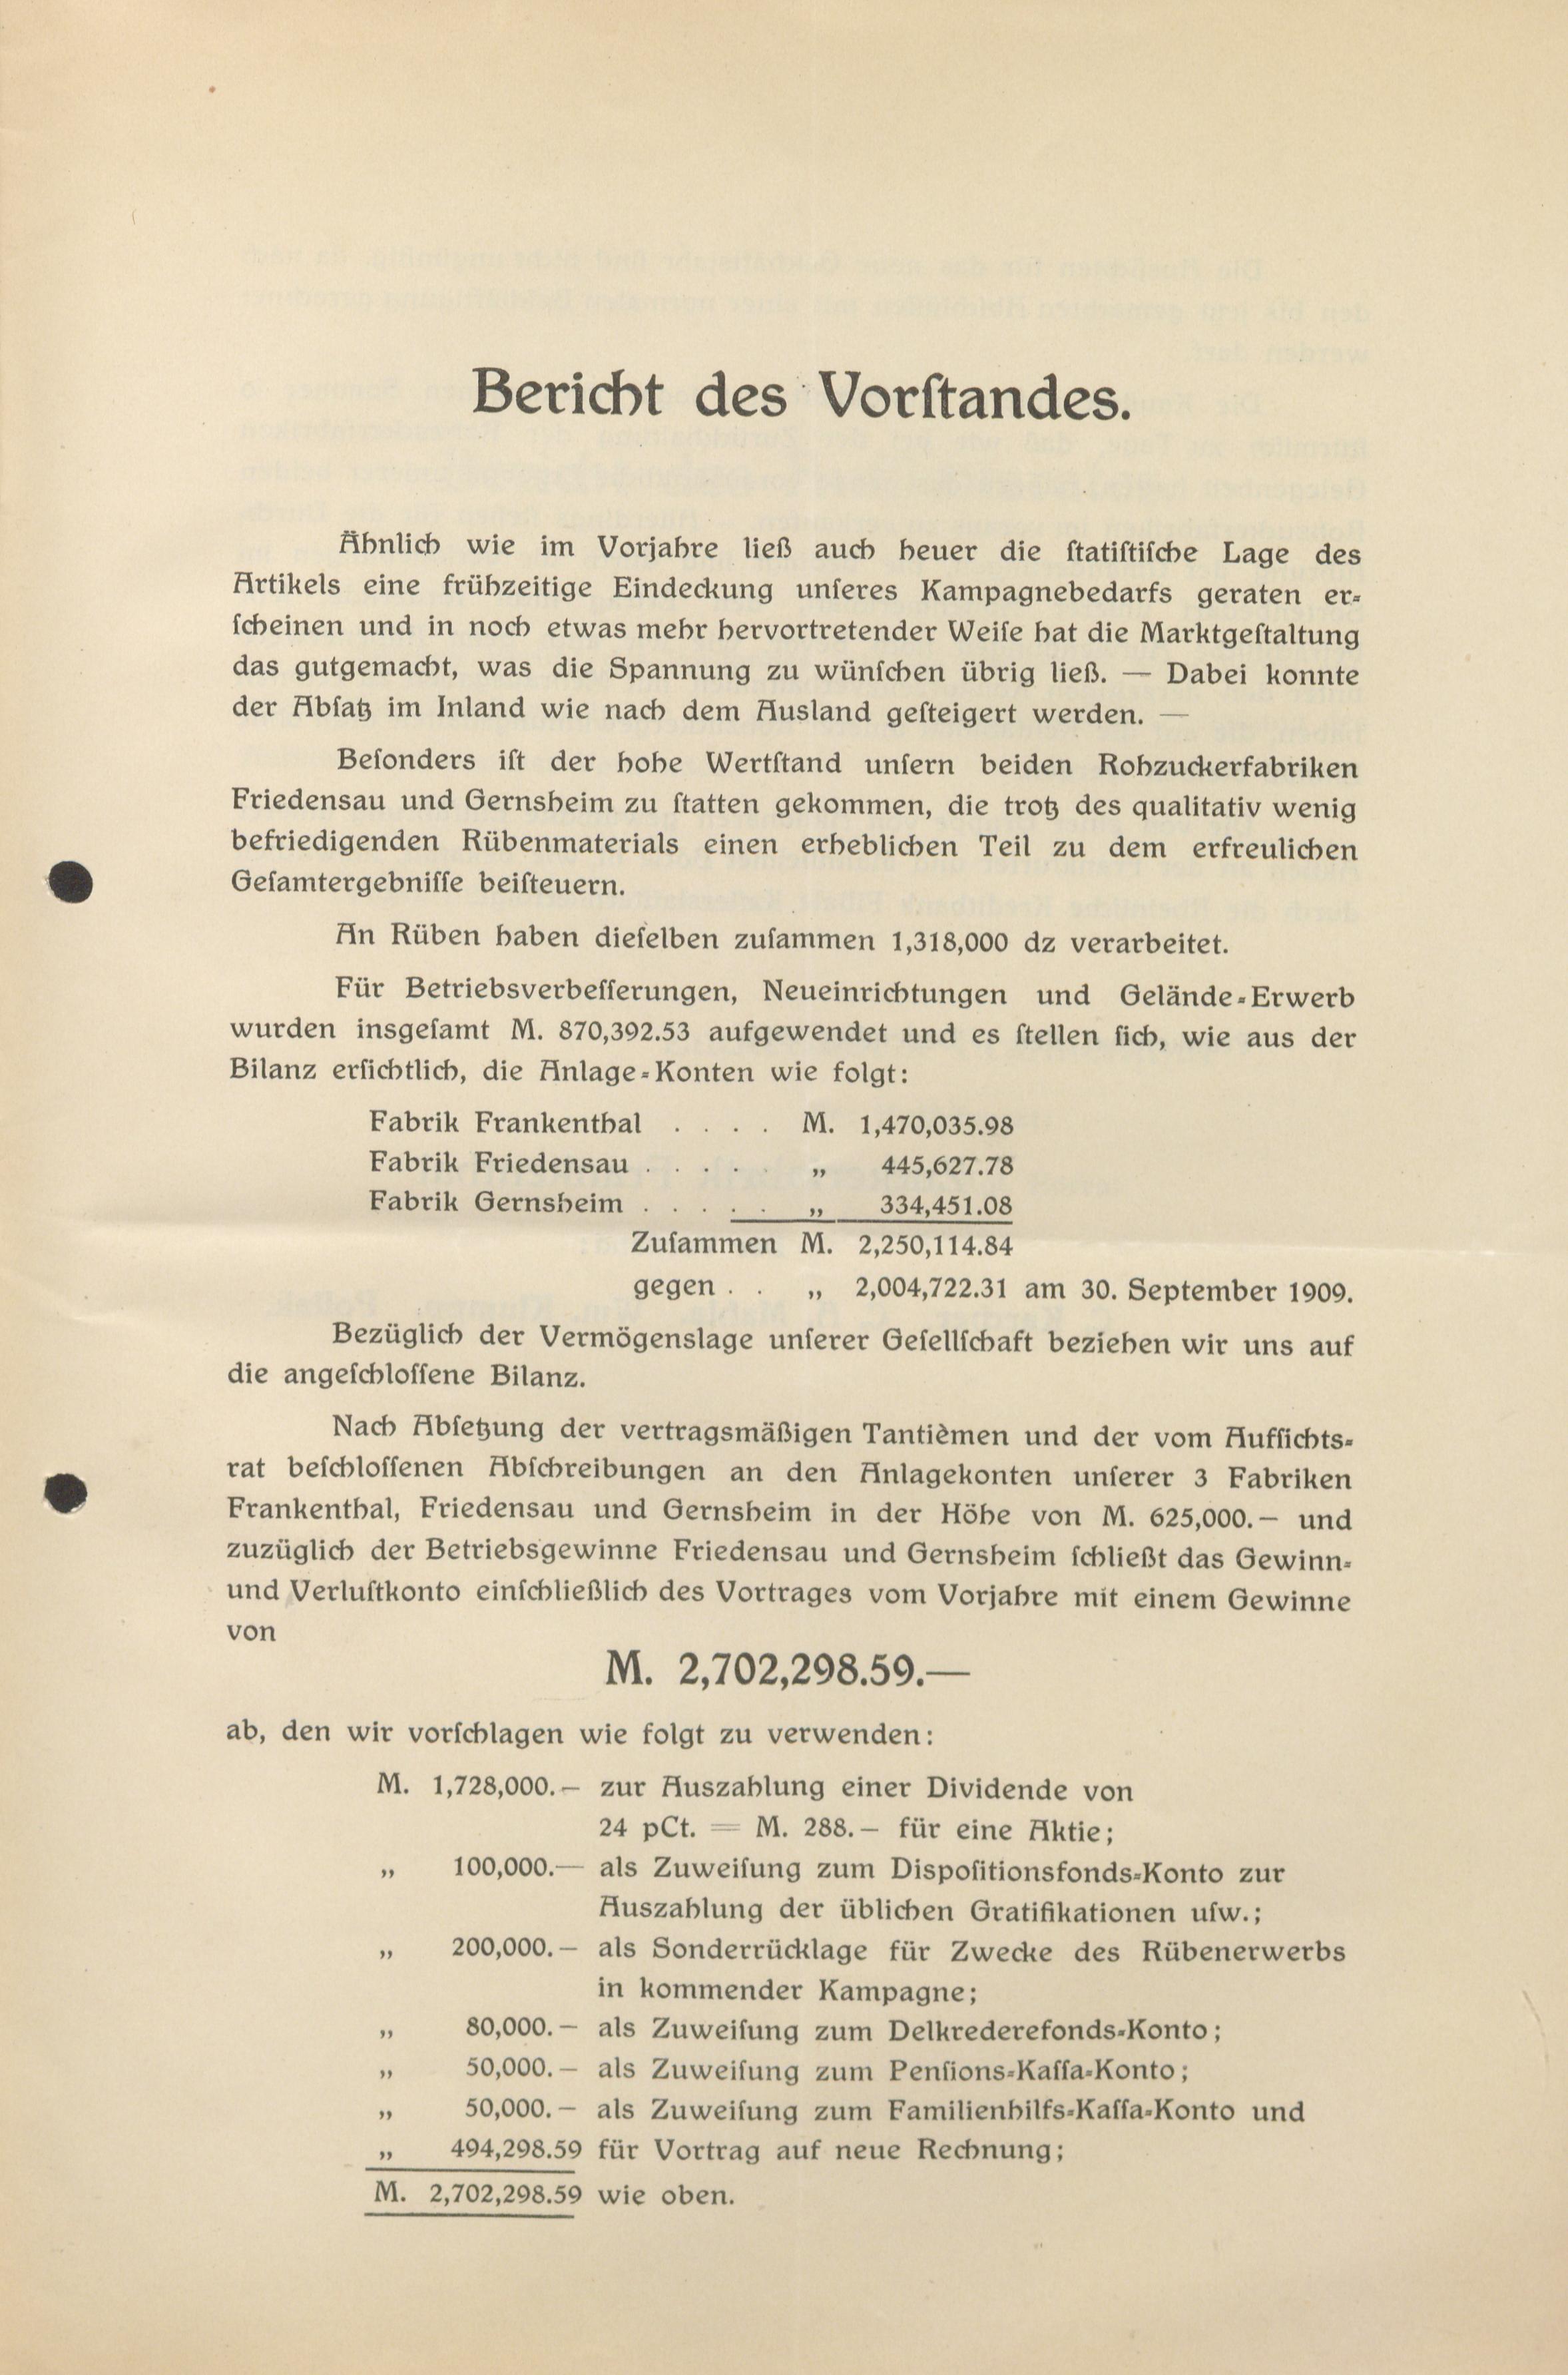 Bericht des Vorſtandes.
Ähnlich wie im Vorjahre ließ auch heuer die ſtatiſtiſche Lage des
Artikels eine frühzeitige Eindeckung unſeres Kampagnebedarfs geraten er-
ſcheinen und in noch etwas mehr hervortretender Weiſe hat die Marktgeſtaltung
das gutgemacht, was die Spannung zu wünſchen übrig ließ. — Dabei konnte
der Abſatz im Inland wie nach dem Ausland geſteigert werden. —
Beſonders iſt der hohe Wertſtand unſern beiden Rohzuckerfabriken
Friedensau und Gernsheim zu ſtatten gekommen, die trotz des qualitativ wenig
befriedigenden Rübenmaterials einen erheblichen Teil zu dem erfreulichen
Geſamtergebniſſe beiſteuern.
An Rüben haben dieſelben zuſammen 1,318,000 dz verarbeitet.
Für Betriebsverbeſſerungen, Neueinrichtungen und Gelände-Erwerb
wurden insgeſamt M. 870,392.53 aufgewendet und es ſtellen ſich, wie aus der
Bilanz erſichtlich, die Anlage-Konten wie folgt:
Fabrik Frankenthal . . . . M. 1,470,035.98
Fabrik Friedensau . . . . . „ 445,627.78
Fabrik Gernsheim . . . . . „ 334,451.08
Zuſammen M. 2,250,114.84
gegen . . „ 2,004,722.31 am 30. September 1909.
Bezüglich der Vermögenslage unſerer Geſellſchaft beziehen wir uns auf
die angeſchloſſene Bilanz.
Nach Abſetzung der vertragsmäßigen Tantièmen und der vom Aufſichts-
rat beſchloſſenen Abſchreibungen an den Anlagekonten unſerer 3 Fabriken
Frankenthal, Friedensau und Gernsheim in der Höhe von M. 625,000.— und
zuzüglich der Betriebsgewinne Friedensau und Gernsheim ſchließt das Gewinn-
und Verluſtkonto einſchließlich des Vortrages vom Vorjahre mit einem Gewinne
von
M. 2,702,298.59.—
ab, den wir vorſchlagen wie folgt zu verwenden:
M. 1,728,000.— zur Auszahlung einer Dividende von
24 pCt. = M. 288.— für eine Aktie;
„ 100,000.— als Zuweiſung zum Dispoſitionsfonds-Konto zur
Auszahlung der üblichen Gratifikationen uſw.;
„ 200,000.— als Sonderrücklage für Zwecke des Rübenerwerbs
in kommender Kampagne;
„ 80,000.— als Zuweiſung zum Delkrederefonds-Konto;
„ 50,000.— als Zuweiſung zum Penſions-Kaſſa-Konto;
„ 50,000.— als Zuweiſung zum Familienhilfs-Kaſſa-Konto und
„ 494,298.59 für Vortrag auf neue Rechnung;
M. 2,702,298.59 wie oben.